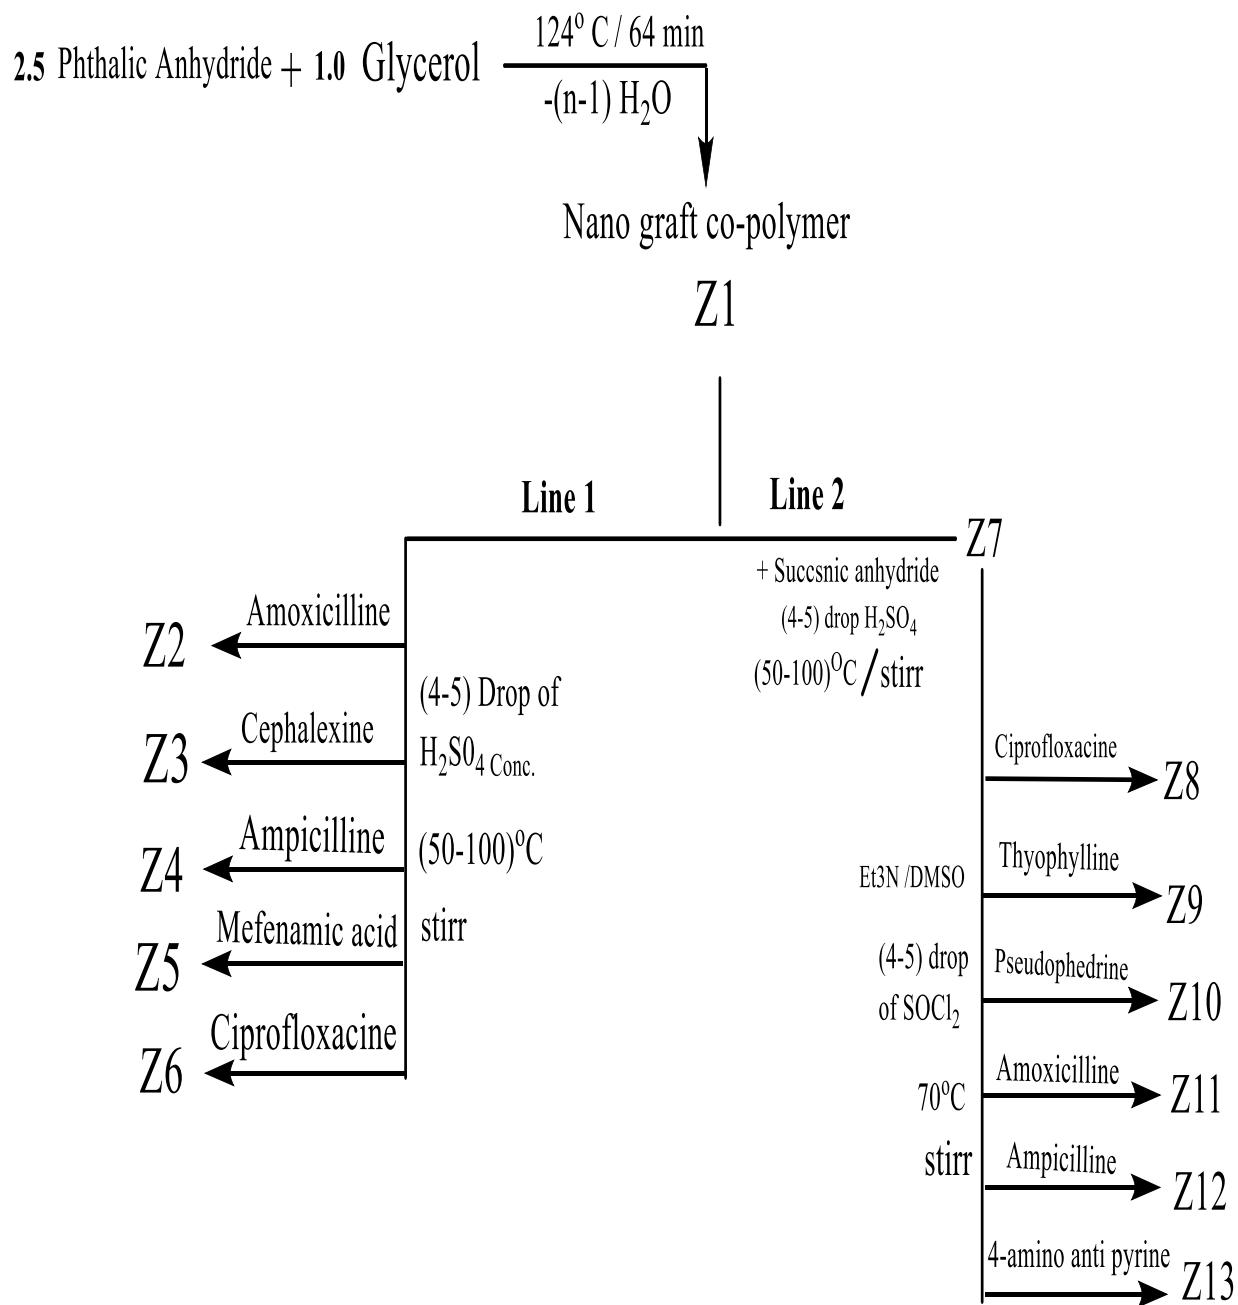 2.5 Phthalic Anhydride + 1.0 Glycerol
124⁰ C / 64 min
-(n-1) H₂O
Nano graft co-polymer
Z1
Line 1
Line 2
Z7
+ Succsnic anhydride
(4-5) drop H₂SO₄
(50-100)ᴼC / stirr
Amoxicilline
Z2
(4-5) Drop of
H₂S0₄ Conc.
(50-100)⁰C
stirr
Cephalexine
Z3
Ampicilline
Z4
Mefenamic acid
Z5
Ciprofloxacine
Z6
Et3N /DMSO
(4-5) drop
of SOCl₂
70⁰C
stirr
Ciprofloxacine
Z8
Thyophylline
Z9
Pseudophedrine
Z10
Amoxicilline
Z11
Ampicilline
Z12
4-amino anti pyrine
Z13